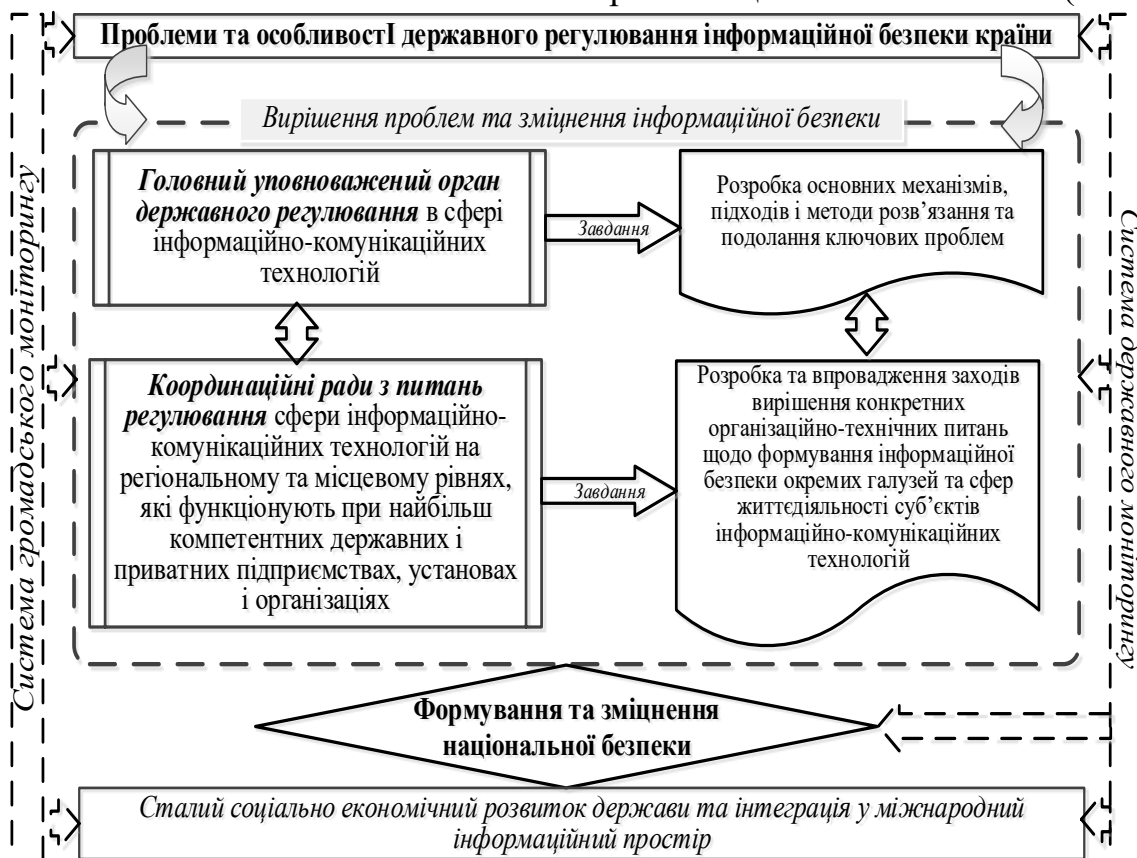 Проблеми та особливостІ державного регулювання інформаційної безпеки країни
Вирішення проблем та зміцнення інформаційної безпеки
Головний уповноважений орган
державного регулювання в сфері
інформаційно-комунікаційних
технологій
Завдання
Розробка основних механізмів,
підходів і методи розв’язання та
подолання ключових проблем
Координаційні ради з питань
регулювання сфери інформаційно-
комунікаційних технологій на
регіональному та місцевому рівнях,
які функціонують при найбільш
компетентних державних і
приватних підприємствах, установах
і організаціях
Завдання
Розробка та впровадження заходів
вирішення конкретних
організаційно-технічних питань
щодо формування інформаційної
безпеки окремих галузей та сфер
життєдіяльності суб’єктів
інформаційно-комунікаційних
технологій
Система громадського моніторингу
Система державного моніторингу
Формування та зміцнення
національної безпеки
Сталий соціально економічний розвиток держави та інтеграція у міжнародний
інформаційний простір